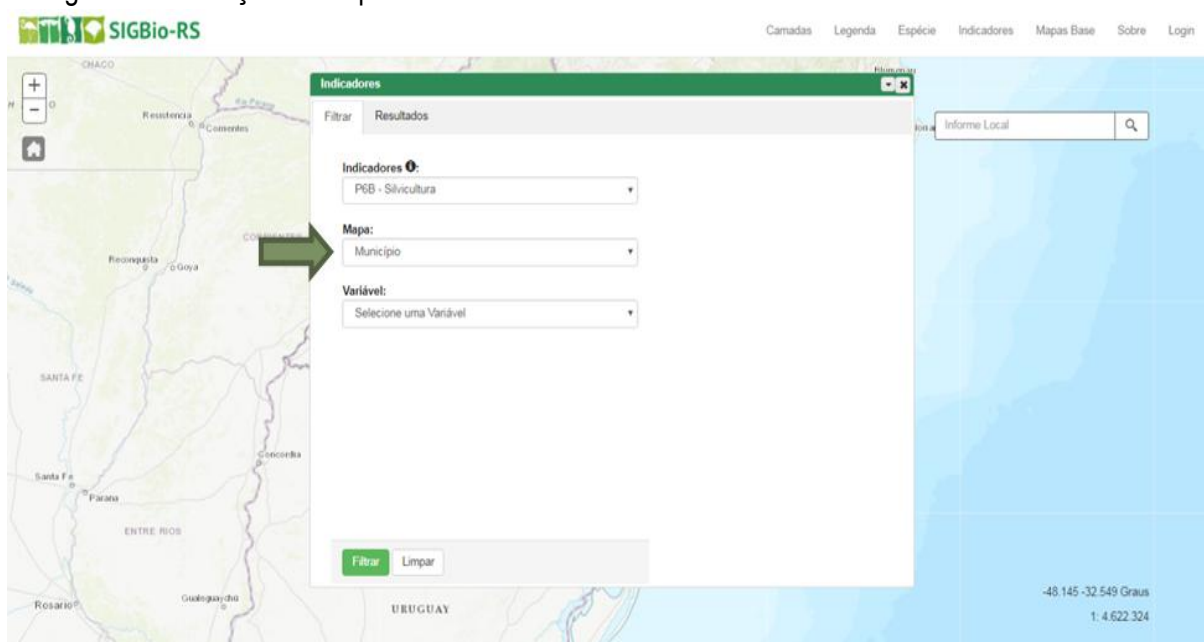 SIGBio-RS
Camadas Legenda Espécie Indicadores Mapas Base Sobre Login
CHACO
Resistencia
Corrientes
Indicadores
Filtrar Resultados
Informe Local
Indicadores :
P6B - Silvicultura
Mapa:
Município
Variável:
Selecione uma Variável
Reconquista
Goya
SANTA FE
Concordia
Santa Fe
Parana
ENTRE RIOS
Filtrar Limpar
Rosario
Gualeguaychú
URUGUAY
-48.145 -32.549 Graus
1: 4.622.324